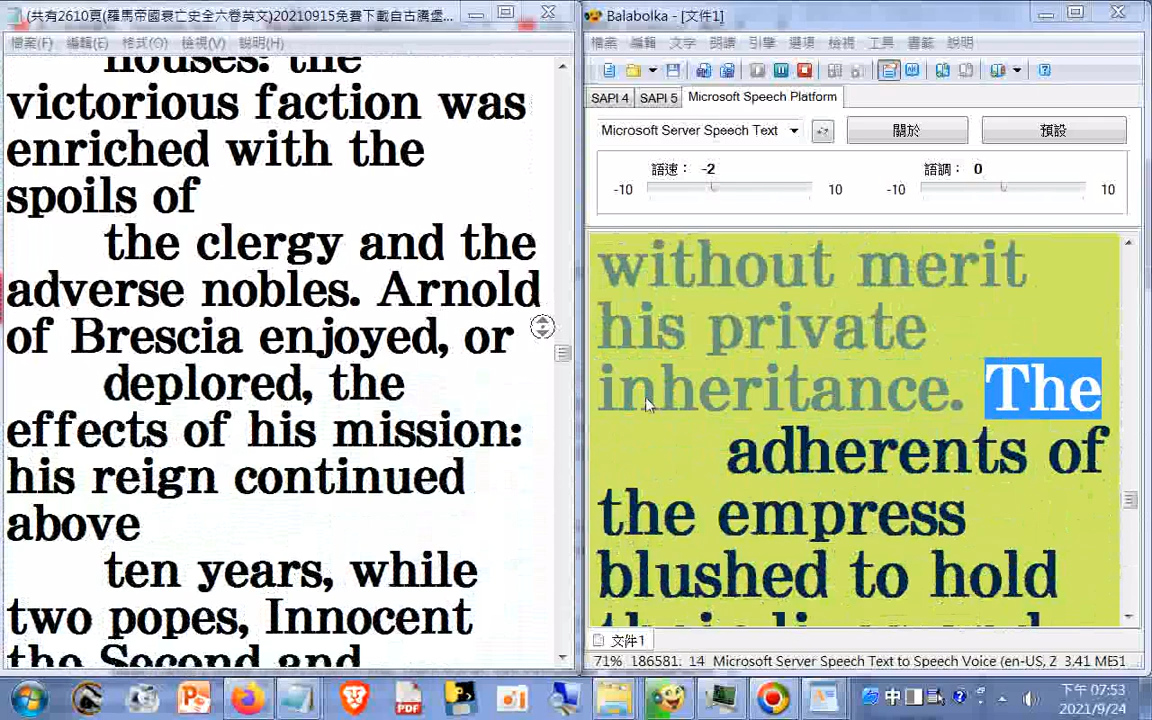 (共有2610頁(羅馬帝國衰亡史全六卷英文)20210915免費下載自古騰堡...
檔案(F) 編輯(E) 格式(O) 檢視(V) 說明(H)
houses: the
victorious faction was
enriched with the
spoils of
the clergy and the
adverse nobles. Arnold
of Brescia enjoyed, or
deplored, the
effects of his mission:
his reign continued
above
ten years, while
two popes, Innocent
the Second and
Balabolka - [文件1]
檔案 編輯 文字 朗讀 引擎 選項 檢視 工具 書籤 說明
SAPI 4 SAPI 5 Microsoft Speech Platform
Microsoft Server Speech Text 關於 預設
語速： -2 語調： 0
-10 10 -10 10
without merit
his private
inheritance. The
adherents of
the empress
blushed to hold
文件1
71% 186581: 14 Microsoft Server Speech Text to Speech Voice (en-US, Z 3,41 ME51
PDF 中 下午 07:53
2021/9/24